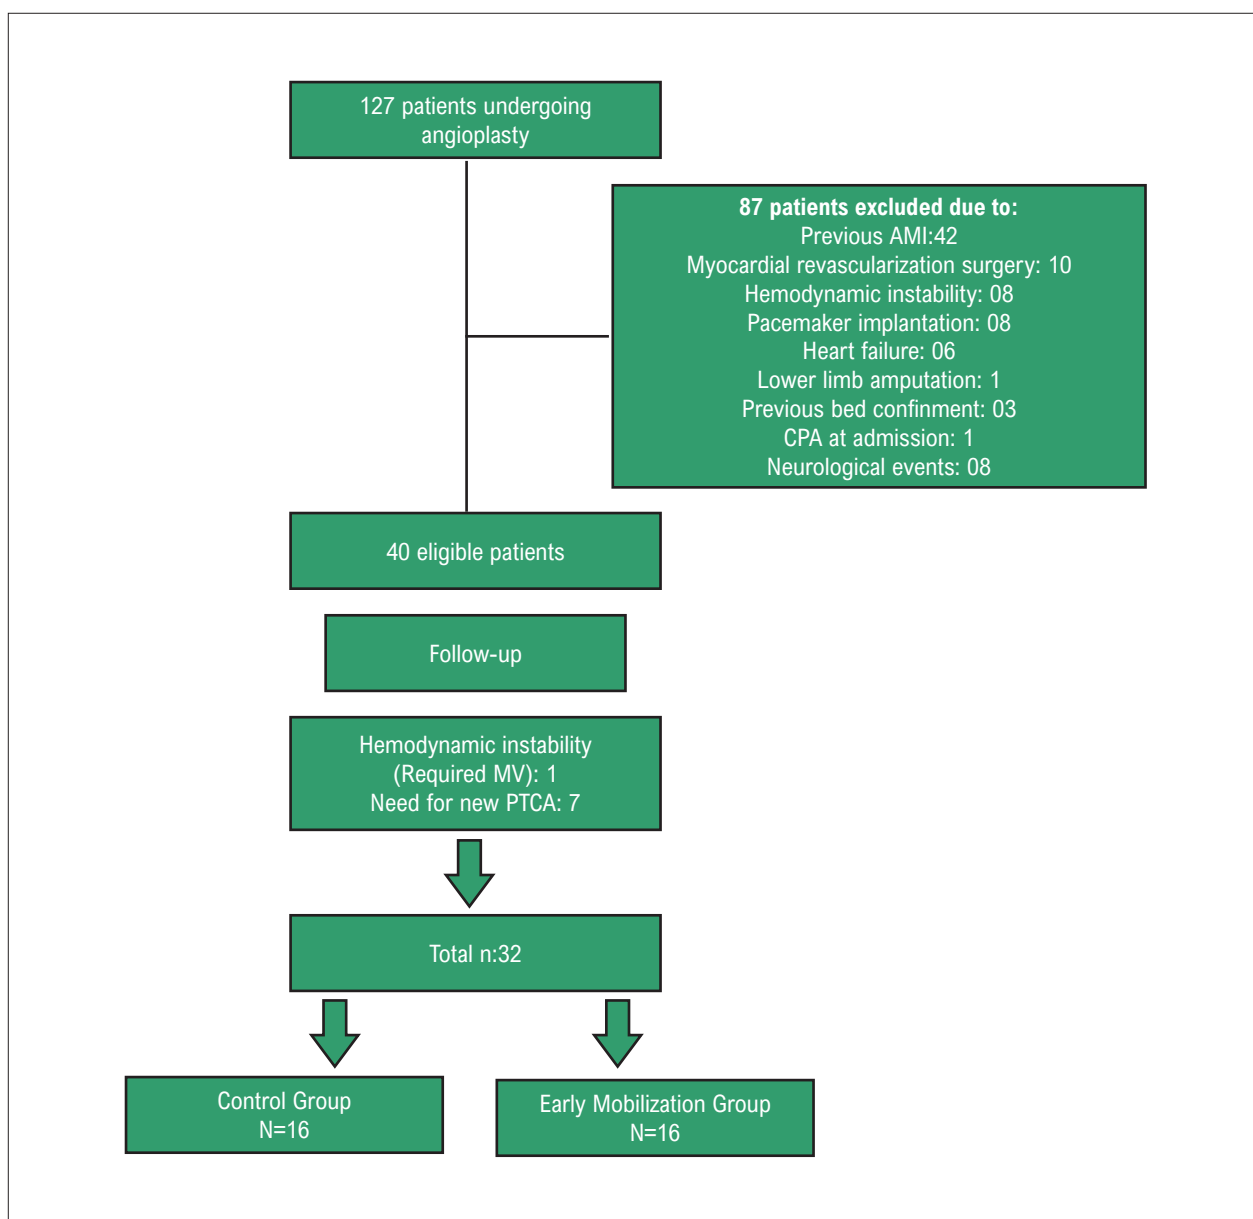 127 patients undergoing
angioplasty
87 patients excluded due to:
Previous AMI:42
Myocardial revascularization surgery: 10
Hemodynamic instability: 08
Pacemaker implantation: 08
Heart failure: 06
Lower limb amputation: 1
Previous bed confinment: 03
CPA at admission: 1
Neurological events: 08
40 eligible patients
Follow-up
Hemodynamic instability
(Required MV): 1
Need for new PTCA: 7
Total n:32
Control Group
N=16
Early Mobilization Group
N=16